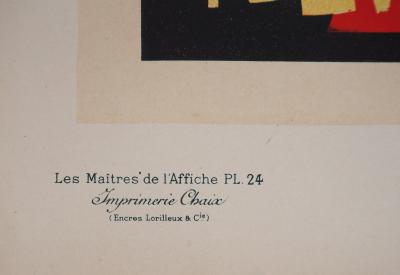 Les Maîtres de l'Affiche PL. 24
Imprimerie Chaix
(Encres Lorilleux & Cie)